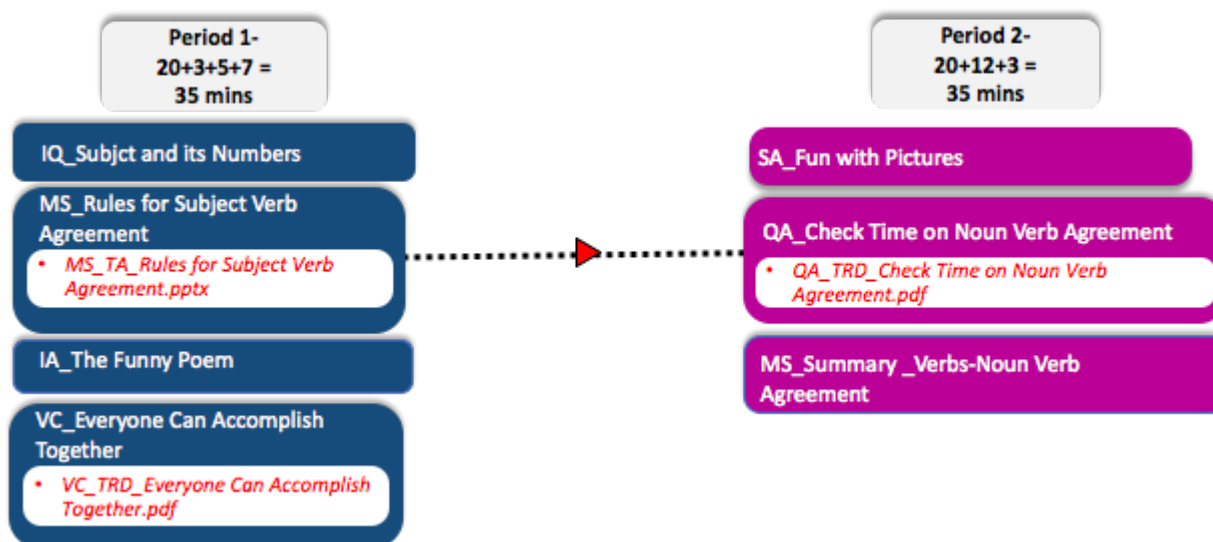 Period 1-
20+3+5+7 =
35 mins
IQ_Subjct and its Numbers
MS_Rules for Subject Verb
Agreement
• MS_TA_Rules for Subject Verb
Agreement.pptx
IA_The Funny Poem
VC_Everyone Can Accomplish
Together
• VC_TRD_Everyone Can Accomplish
Together.pdf
Period 2-
20+12+3 =
35 mins
SA_Fun with Pictures
QA_Check Time on Noun Verb Agreement
• QA_TRD_Check Time on Noun Verb
Agreement.pdf
MS_Summary _Verbs-Noun Verb
Agreement